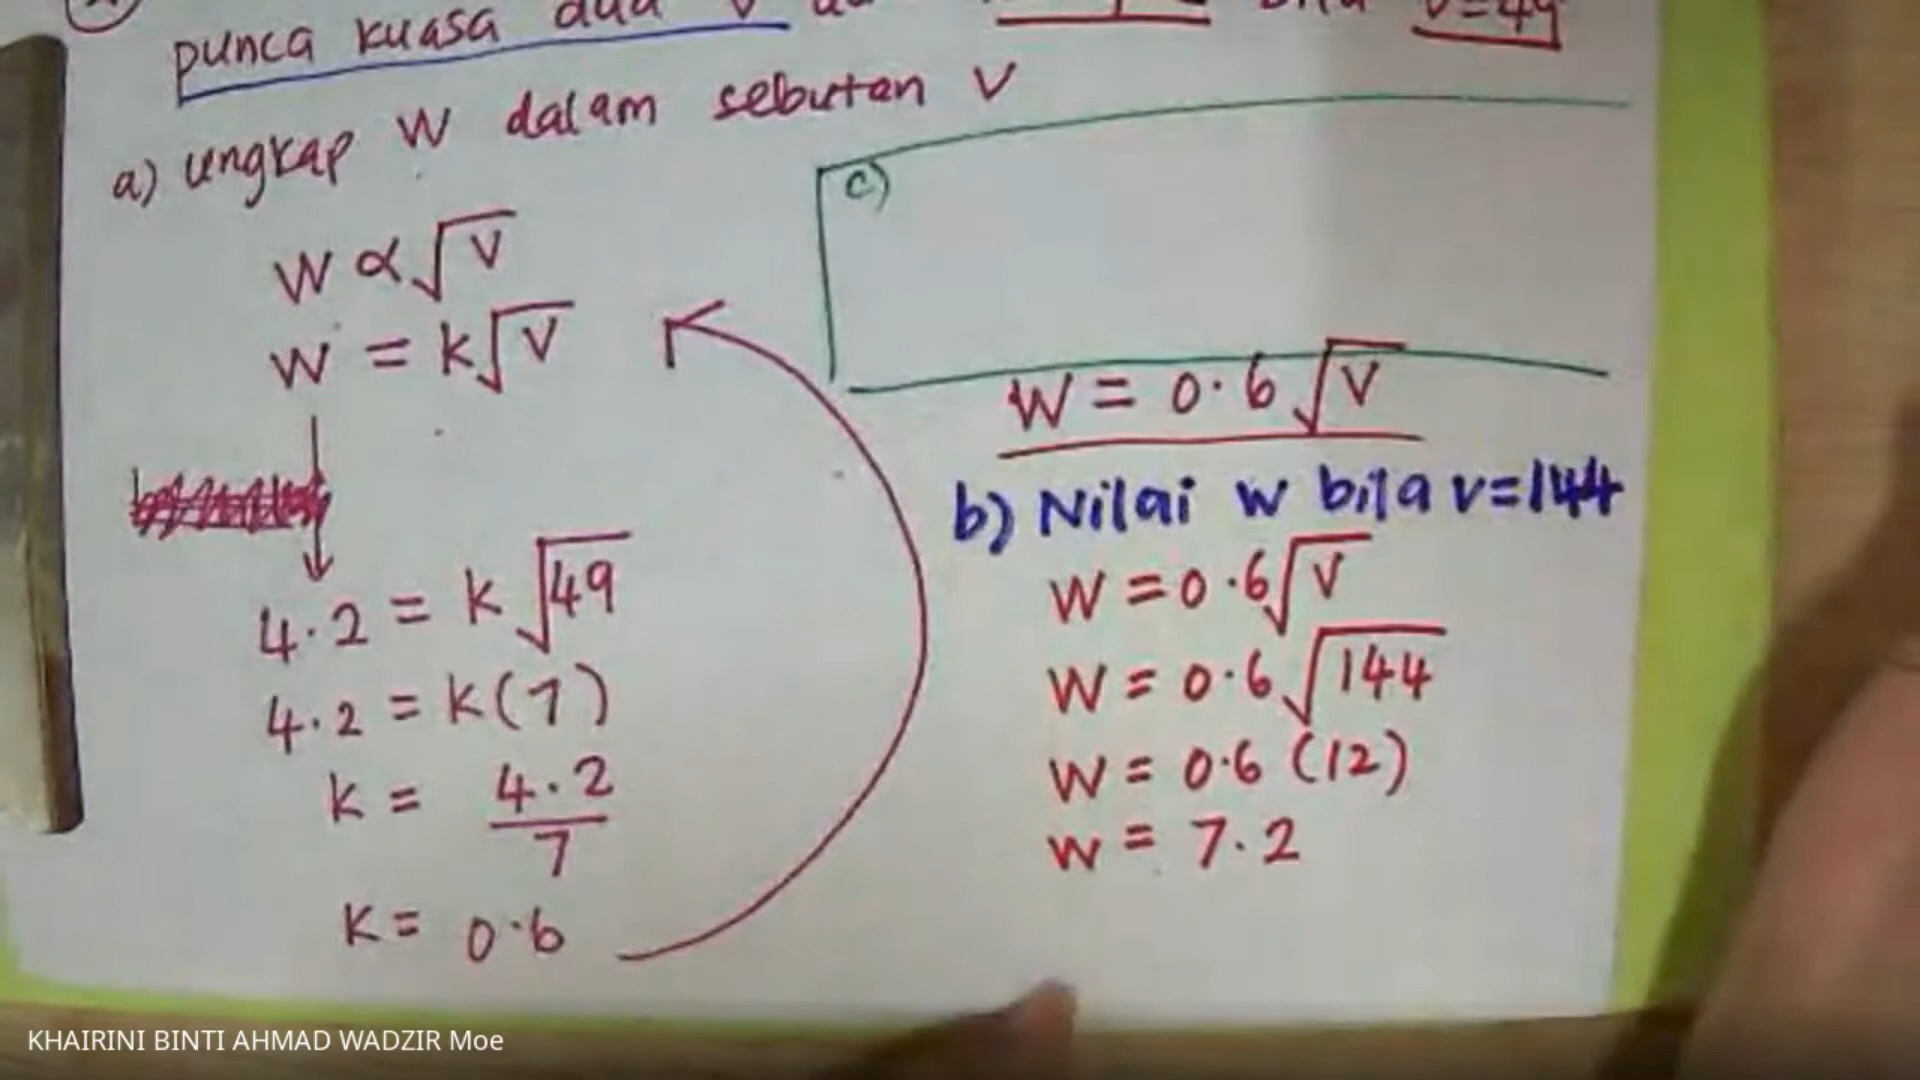 punca kuasa dua v
v=49
a) ungkap W dalam sebutan V
W ∝ √V
W = k√V
4.2 = k √49
4.2 = k(7)
k = 4.2/7
k = 0.6
c)
W = 0.6 √V
b) Nilai w bila v=144
W = 0.6√V
W = 0.6 √144
W = 0.6 (12)
w = 7.2
KHAIRINI BINTI AHMAD WADZIR Moe